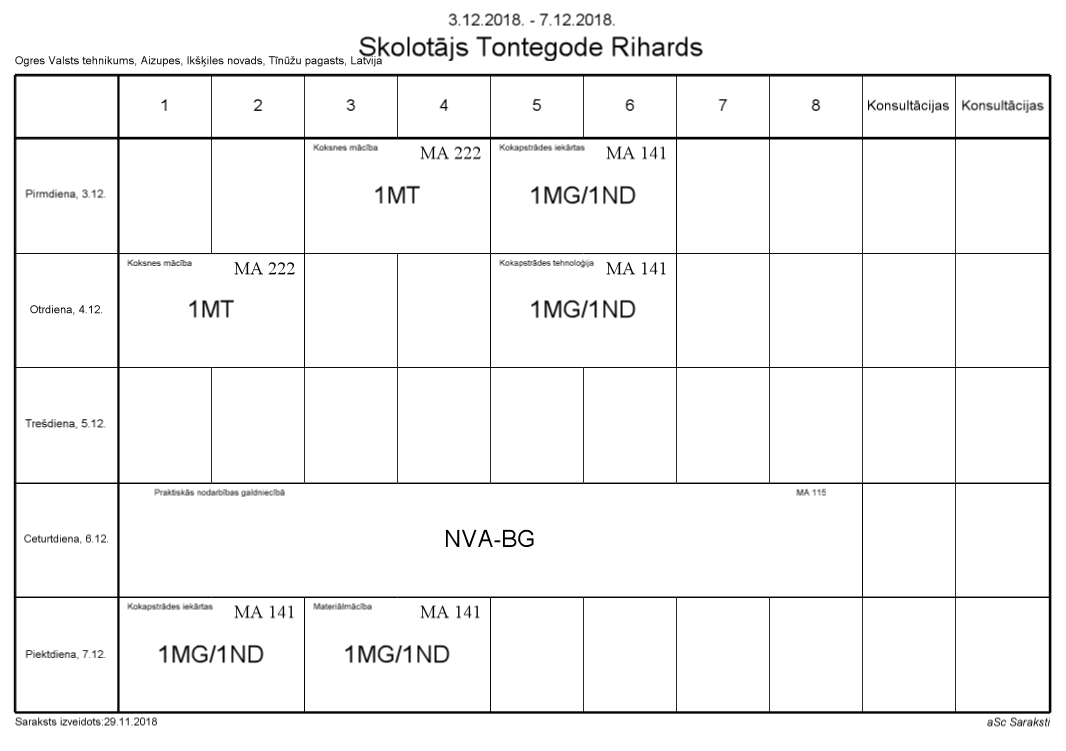 3.12.2018. - 7.12.2018.
Skolotājs Tontegode Rihards
Ogres Valsts tehnikums, Aizupes, Ikšķiles novads, Tīnūžu pagasts, Latvija
1 2 3 4 5 6 7 8 Konsultācijas Konsultācijas
Koksnes mācība MA 222 Kokapstrādes iekārtas MA 141
Pirmdiena, 3.12. 1MT 1MG/1ND
Koksnes mācība MA 222 Kokapstrādes tehnoloģija MA 141
Otrdiena, 4.12. 1MT 1MG/1ND
Trešdiena, 5.12.
Praktiskās nodarbības galdniecībā MA 115
Ceturtdiena, 6.12. NVA-BG
Kokapstrādes iekārtas MA 141 Materiālmācība MA 141
Piektdiena, 7.12. 1MG/1ND 1MG/1ND
Saraksts izveidots:29.11.2018 aSc Saraksti